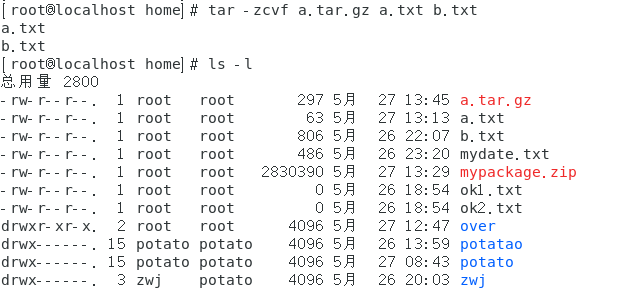 [root@localhost home]# tar -zcvf a.tar.gz a.txt b.txt
a.txt
b.txt
[root@localhost home]# ls -l
总用量 2800
-rw-r--r--. 1 root root 297 5月 27 13:45 a.tar.gz
-rw-r--r--. 1 root root 63 5月 27 13:13 a.txt
-rw-r--r--. 1 root root 806 5月 26 22:07 b.txt
-rw-r--r--. 1 root root 486 5月 26 23:20 mydate.txt
-rw-r--r--. 1 root root 2830390 5月 27 13:29 mypackage.zip
-rw-r--r--. 1 root root 0 5月 26 18:54 ok1.txt
-rw-r--r--. 1 root root 0 5月 26 18:54 ok2.txt
drwxr-xr-x. 2 root root 4096 5月 27 12:47 over
drwx------. 15 potato potato 4096 5月 26 13:59 potatao
drwx------. 15 potato potato 4096 5月 27 08:43 potato
drwx------. 3 zwj potato 4096 5月 26 20:03 zwj